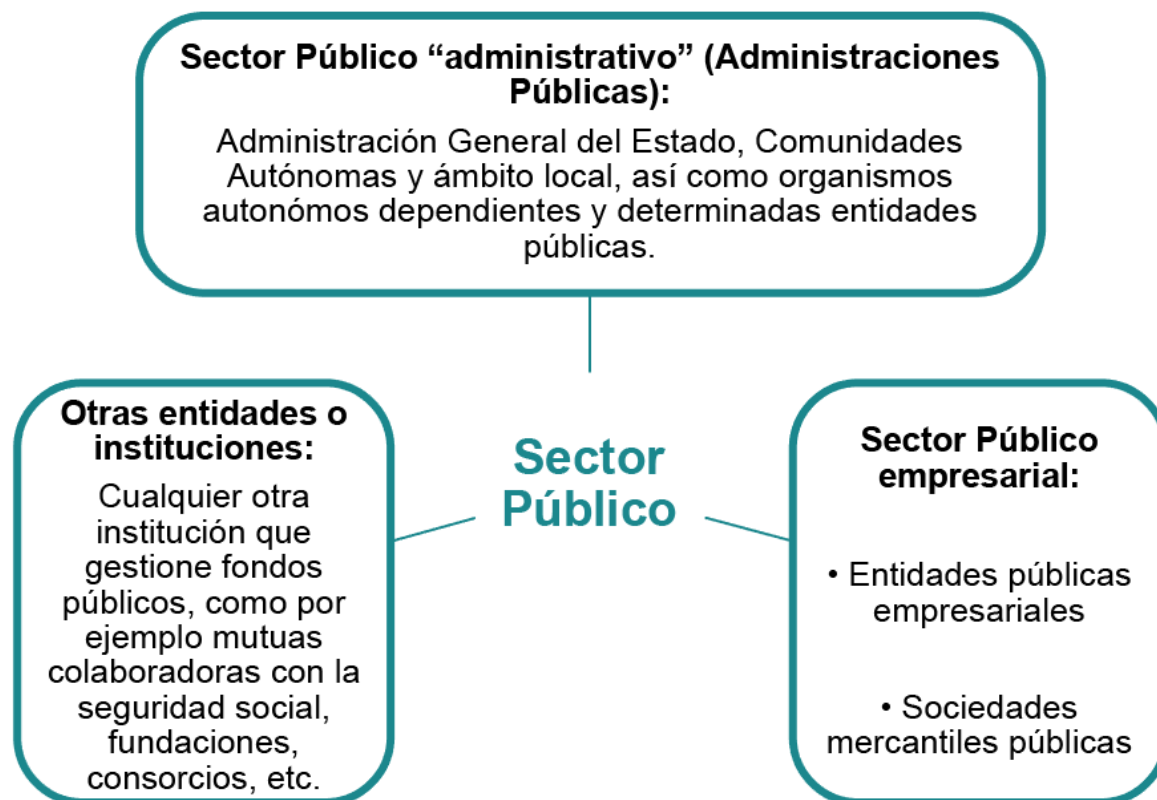 Sector Público “administrativo” (Administraciones
Públicas):
Administración General del Estado, Comunidades
Autónomas y ámbito local, así como organismos
autonómos dependientes y determinadas entidades
públicas.
Otras entidades o
instituciones:
Cualquier otra
institución que
gestione fondos
públicos, como por
ejemplo mutuas
colaboradoras con la
seguridad social,
fundaciones,
consorcios, etc.
Sector
Público
Sector Público
empresarial:
• Entidades públicas
empresariales
• Sociedades
mercantiles públicas